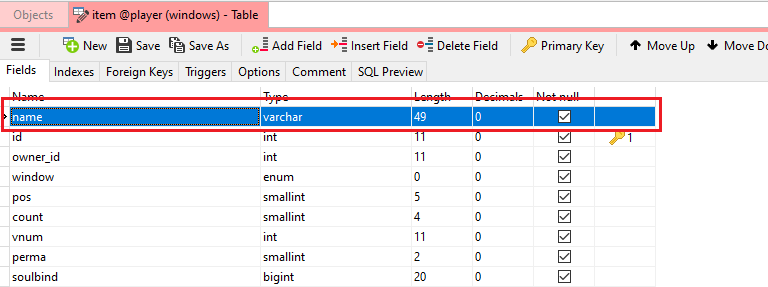 Objects item @player (windows) - Table
New Save Save As Add Field Insert Field Delete Field Primary Key Move Up Move Do
Fields Indexes Foreign Keys Triggers Options Comment SQL Preview
Name Type Length Decimals Not null
name varchar 49 0
id int 11 0 1
owner_id int 11 0
window enum 0 0
pos smallint 5 0
count smallint 4 0
vnum int 11 0
perma smallint 2 0
soulbind bigint 20 0